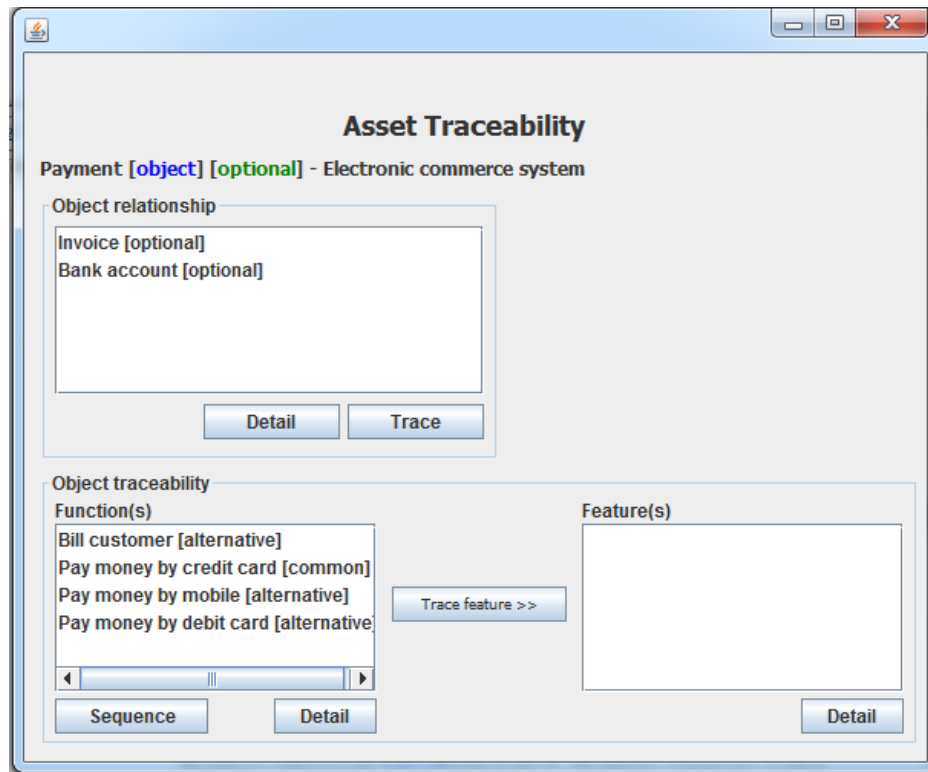 Asset Traceability
Payment [object] [optional] - Electronic commerce system
Object relationship
Invoice [optional]
Bank account [optional]
Detail
Trace
Object traceability
Function(s)
Feature(s)
Bill customer [alternative]
Pay money by credit card [common]
Pay money by mobile [alternative]
Pay money by debit card [alternative]
Trace feature >>
Sequence
Detail
Detail